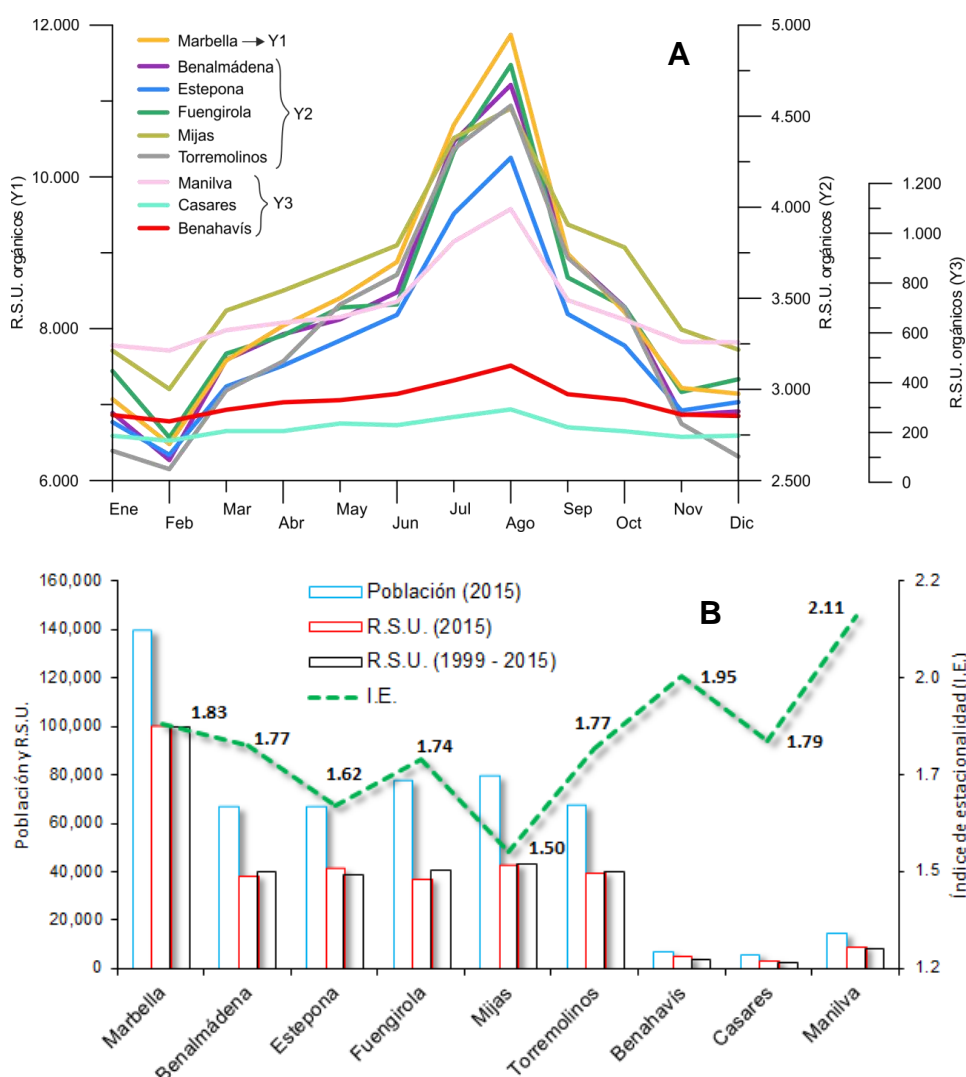 A
Marbella → Y1
Benalmádena
Estepona
Fuengirola
Mijas
Torremolinos
Y2
Manilva
Casares
Benahavís
Y3
R.S.U. orgánicos (Y1)
12.000
10.000
8.000
6.000
R.S.U. orgánicos (Y2)
5.000
4.500
4.000
3.500
3.000
2.500
R.S.U. orgánicos (Y3)
1.200
1.000
800
600
400
200
0
Ene
Feb
Mar
Abr
May
Jun
Jul
Ago
Sep
Oct
Nov
Dic
B
Población (2015)
R.S.U. (2015)
R.S.U. (1999 - 2015)
I.E.
Población y R.S.U.
160,000
140,000
120,000
100,000
80,000
60,000
40,000
20,000
0
1.83
1.77
1.62
1.74
1.50
1.77
1.95
1.79
2.11
2.2
2.0
1.7
1.5
1.2
Índice de estacionalidad (I.E.)
Marbella
Benalmádena
Estepona
Fuengirola
Mijas
Torremolinos
Benahavís
Casares
Manilva